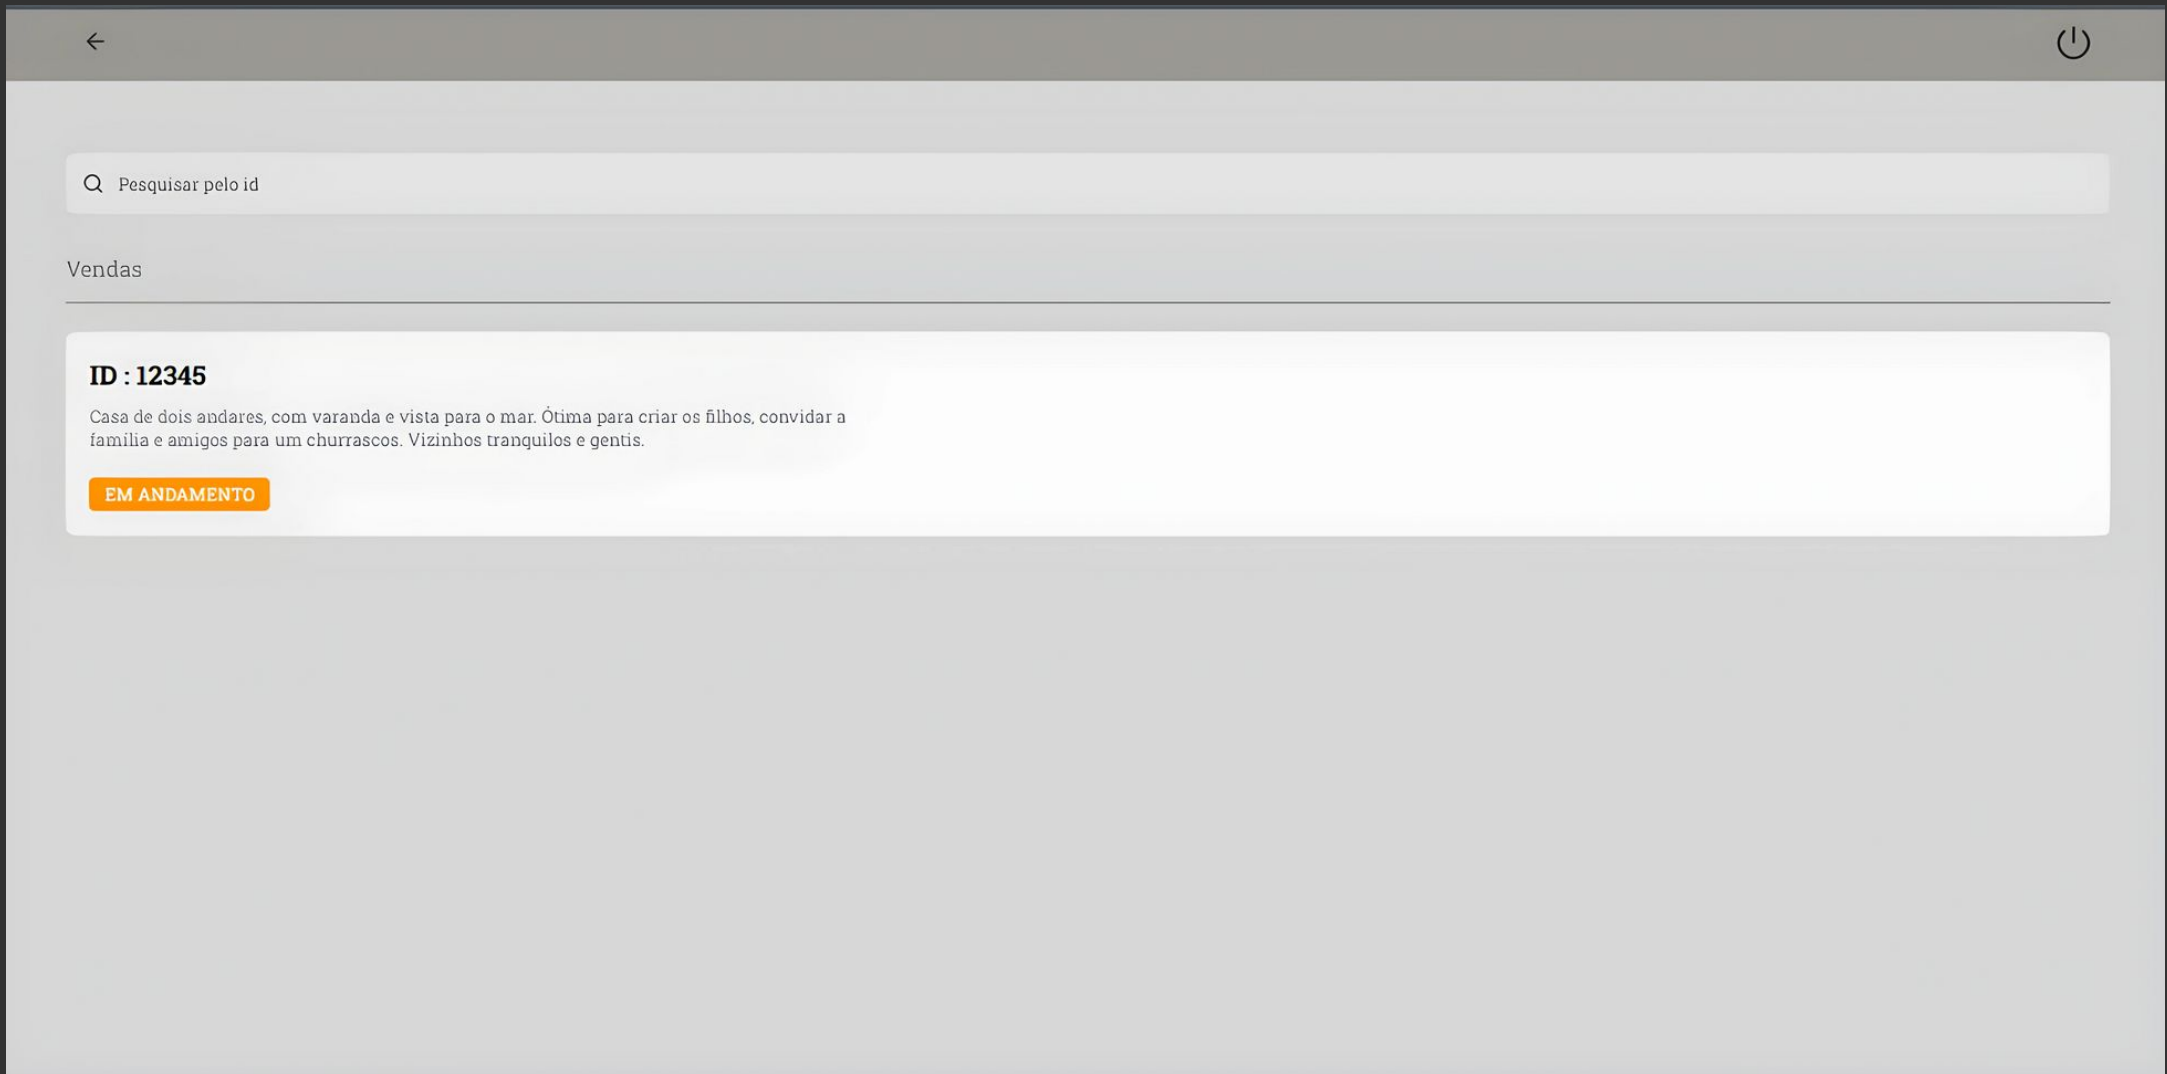 Pesquisar pelo id
Vendas
ID : 12345
Casa de dois andares, com varanda e vista para o mar. Ótima para criar os filhos, convidar a
familia e amigos para um churrascos. Vizinhos tranquilos e gentis.
EM ANDAMENTO